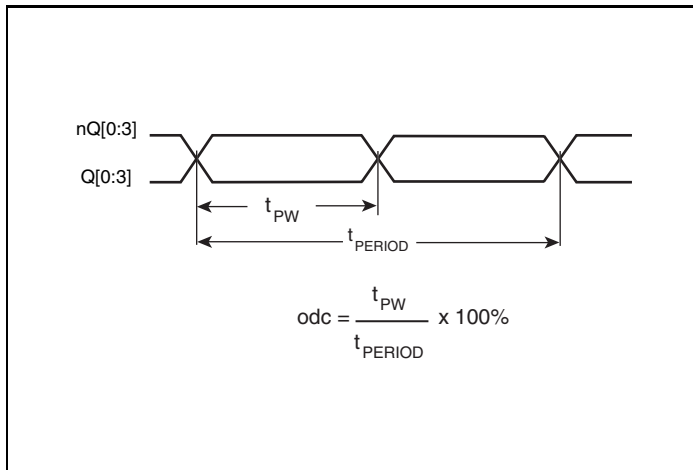 nQ[0:3]
Q[0:3]
tPW
tPERIOD
odc = tPW / tPERIOD x 100%